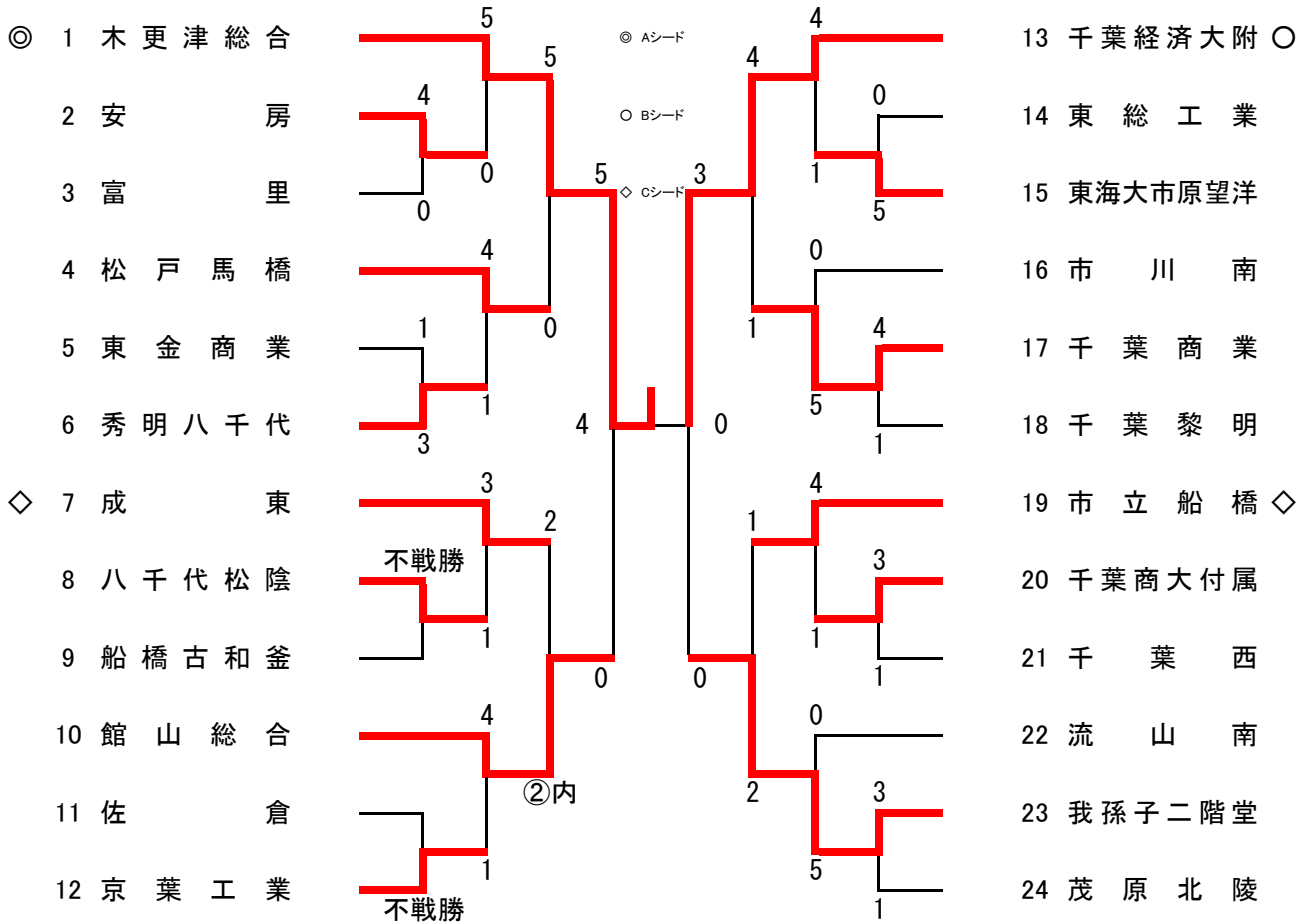 ◎ 1 木更津総合
2 安房
3 富里
4 松戸馬橋
5 東金商業
6 秀明八千代
◇ 7 成東
8 八千代松陰
9 船橋古和釜
10 館山総合
11 佐倉
12 京葉工業
5
4
0
0
5
4
1
1
3
0
5
4
3
不戦勝
1
2
4
②内
1
不戦勝
0
◎ Aシード
○ Bシード
◇ Cシード
3
0
4
4
0
1
5
0
1
4
5
1
4
1
3
1
1
0
0
2
3
5
1
13 千葉経済大附 ○
14 東総工業
15 東海大市原望洋
16 市川南
17 千葉商業
18 千葉黎明
19 市立船橋 ◇
20 千葉商大付属
21 千葉西
22 流山南
23 我孫子二階堂
24 茂原北陵